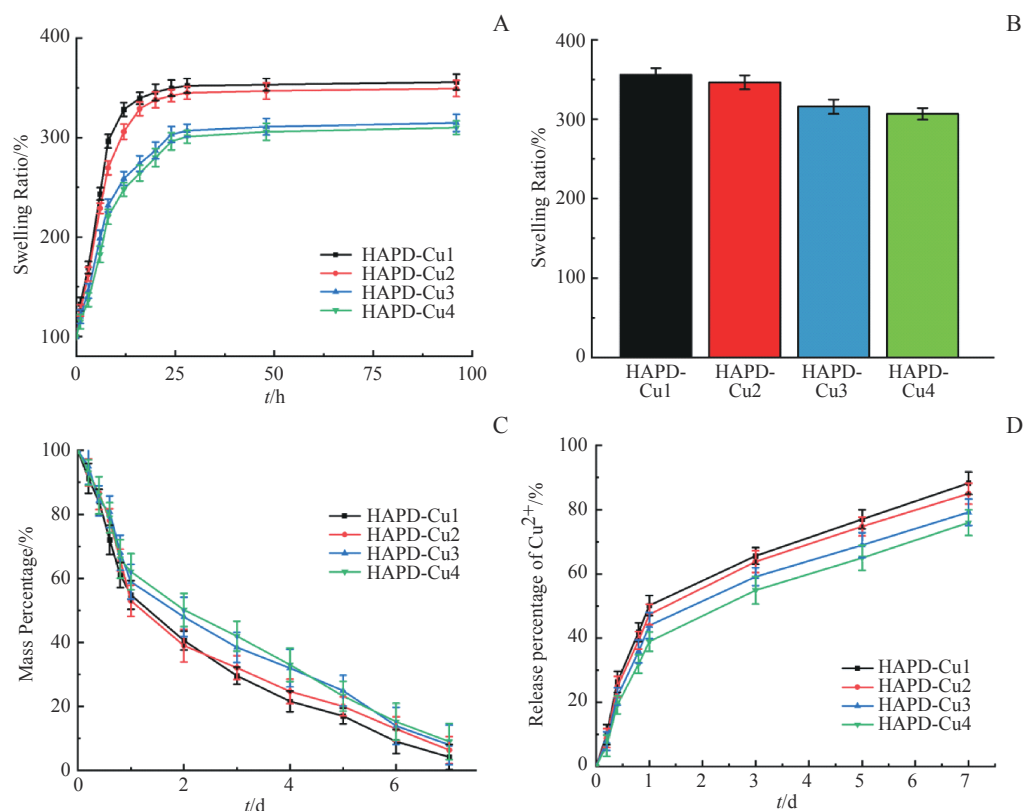 A
400
300
200
100
Swelling Ratio/%
HAPD-Cu1
HAPD-Cu2
HAPD-Cu3
HAPD-Cu4
0 25 50 75 100
t/h
B
400
300
200
100
0
Swelling Ratio/%
HAPD- HAPD- HAPD- HAPD-
Cu1 Cu2 Cu3 Cu4
C
100
80
60
40
20
0
Mass Percentage/%
HAPD-Cu1
HAPD-Cu2
HAPD-Cu3
HAPD-Cu4
0 2 4 6
t/d
D
100
80
60
40
20
0
Release percentage of Cu²⁺/%
HAPD-Cu1
HAPD-Cu2
HAPD-Cu3
HAPD-Cu4
0 1 2 3 4 5 6 7
t/d